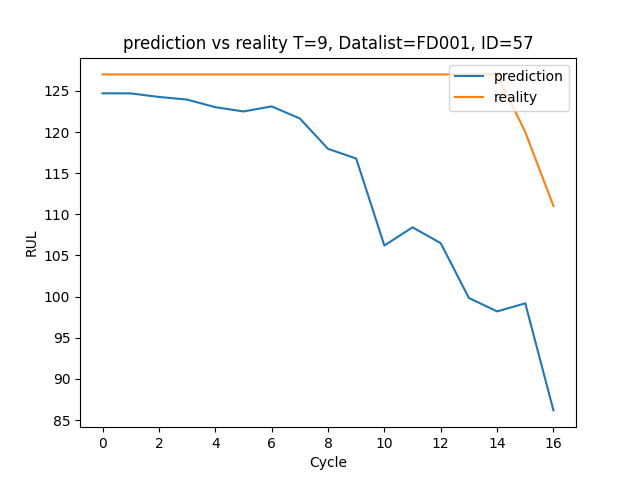 prediction vs reality T=9, Datalist=FD001, ID=57
prediction
reality
125
120
115
110
105
100
95
90
85
RUL
0 2 4 6 8 10 12 14 16
Cycle